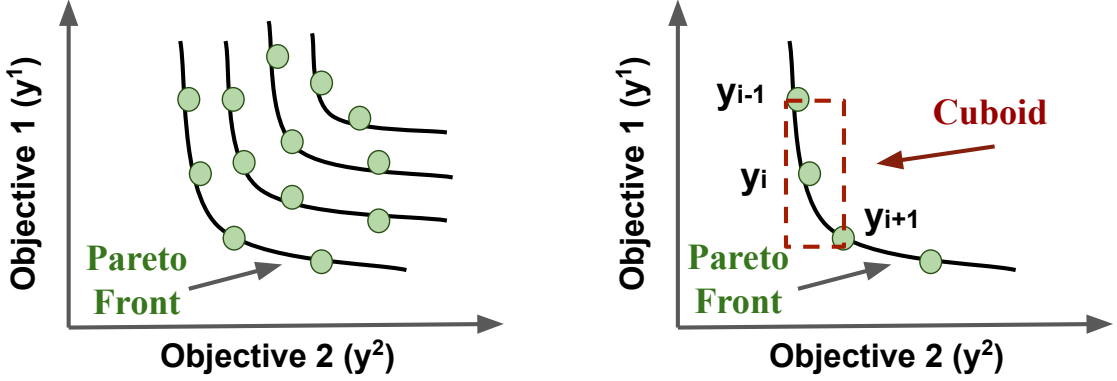 Objective 1 (y¹)
Pareto
Front
Objective 2 (y²)
Objective 1 (y¹)
yi-1
Cuboid
yi
yi+1
Pareto
Front
Objective 2 (y²)